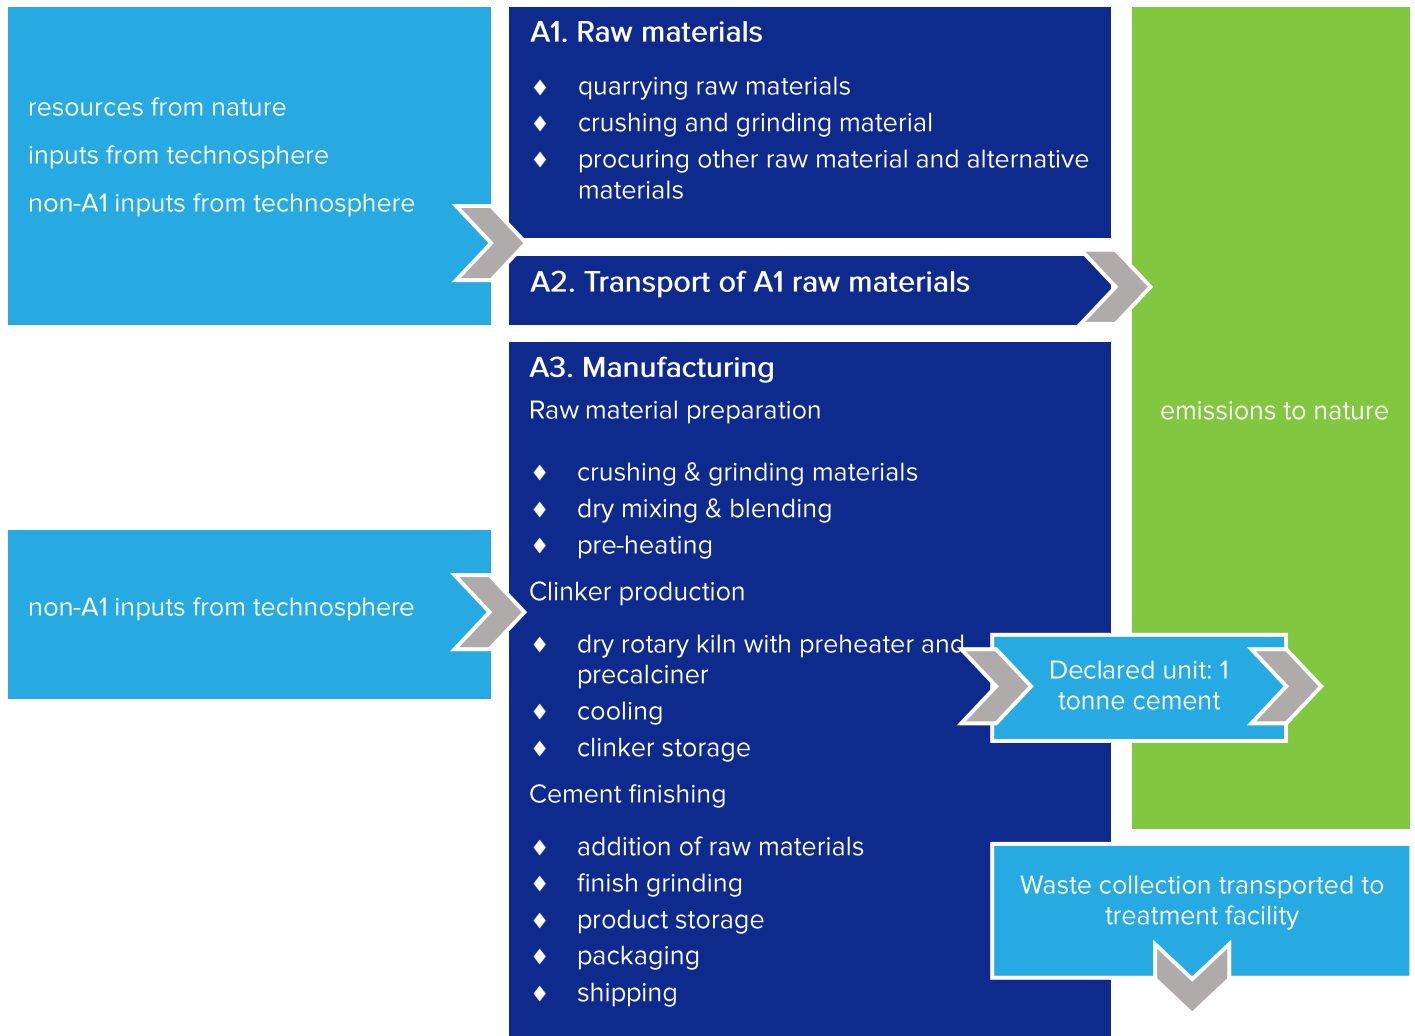 resources from nature
inputs from technosphere
non-A1 inputs from technosphere
A1. Raw materials
♦ quarrying raw materials
♦ crushing and grinding material
♦ procuring other raw material and alternative
materials
A2. Transport of A1 raw materials
A3. Manufacturing
Raw material preparation
♦ crushing & grinding materials
♦ dry mixing & blending
♦ pre-heating
Clinker production
♦ dry rotary kiln with preheater and
precalciner
♦ cooling
♦ clinker storage
Cement finishing
♦ addition of raw materials
♦ finish grinding
♦ product storage
♦ packaging
♦ shipping
non-A1 inputs from technosphere
emissions to nature
Declared unit: 1
tonne cement
Waste collection transported to
treatment facility